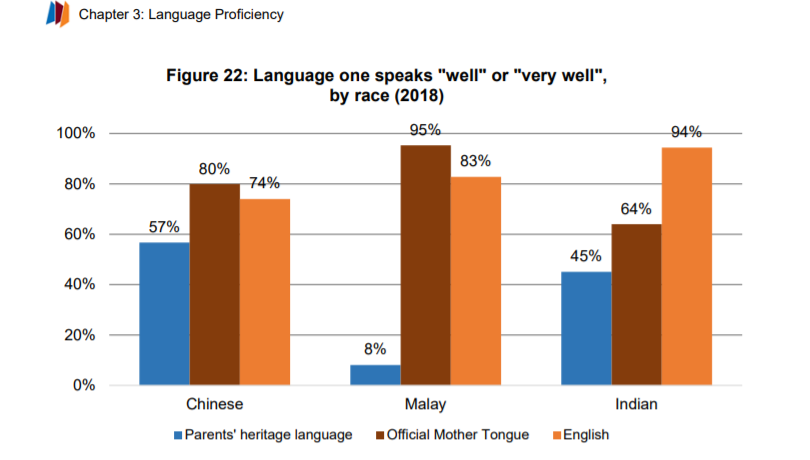 Chapter 3: Language Proficiency
Figure 22: Language one speaks "well" or "very well",
by race (2018)
100%
80%
60%
40%
20%
0%
57%
80%
74%
8%
95%
83%
45%
64%
94%
Chinese
Malay
Indian
Parents' heritage language
Official Mother Tongue
English